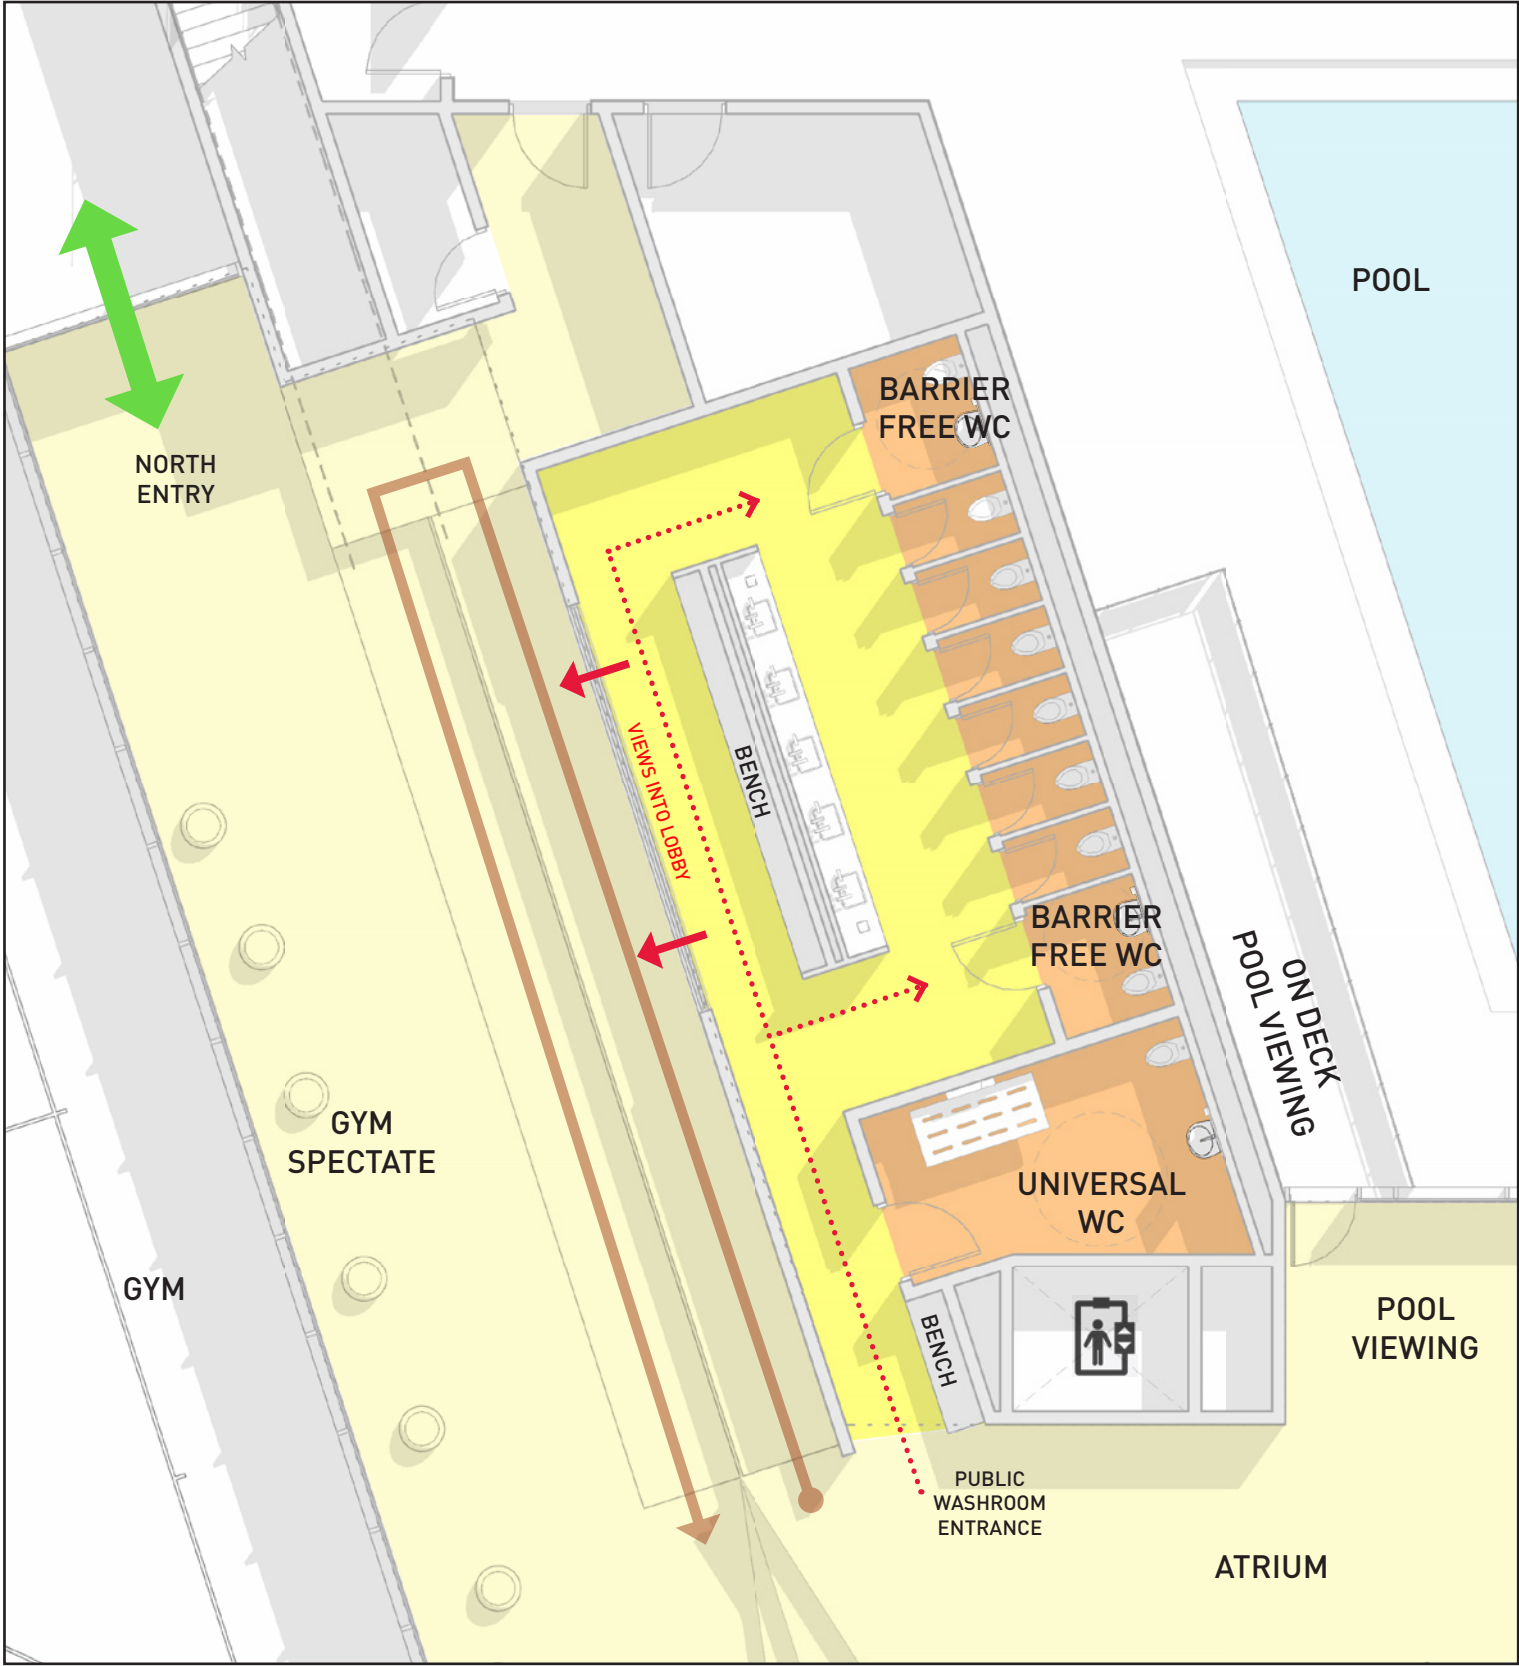 POOL
BARRIER
FREE WC
NORTH
ENTRY
VIEWS INTO LOBBY
BENCH
BARRIER
FREE WC
ON DECK
POOL VIEWING
GYM
SPECTATE
UNIVERSAL
WC
GYM
BENCH
POOL
VIEWING
PUBLIC
WASHROOM
ENTRANCE
ATRIUM